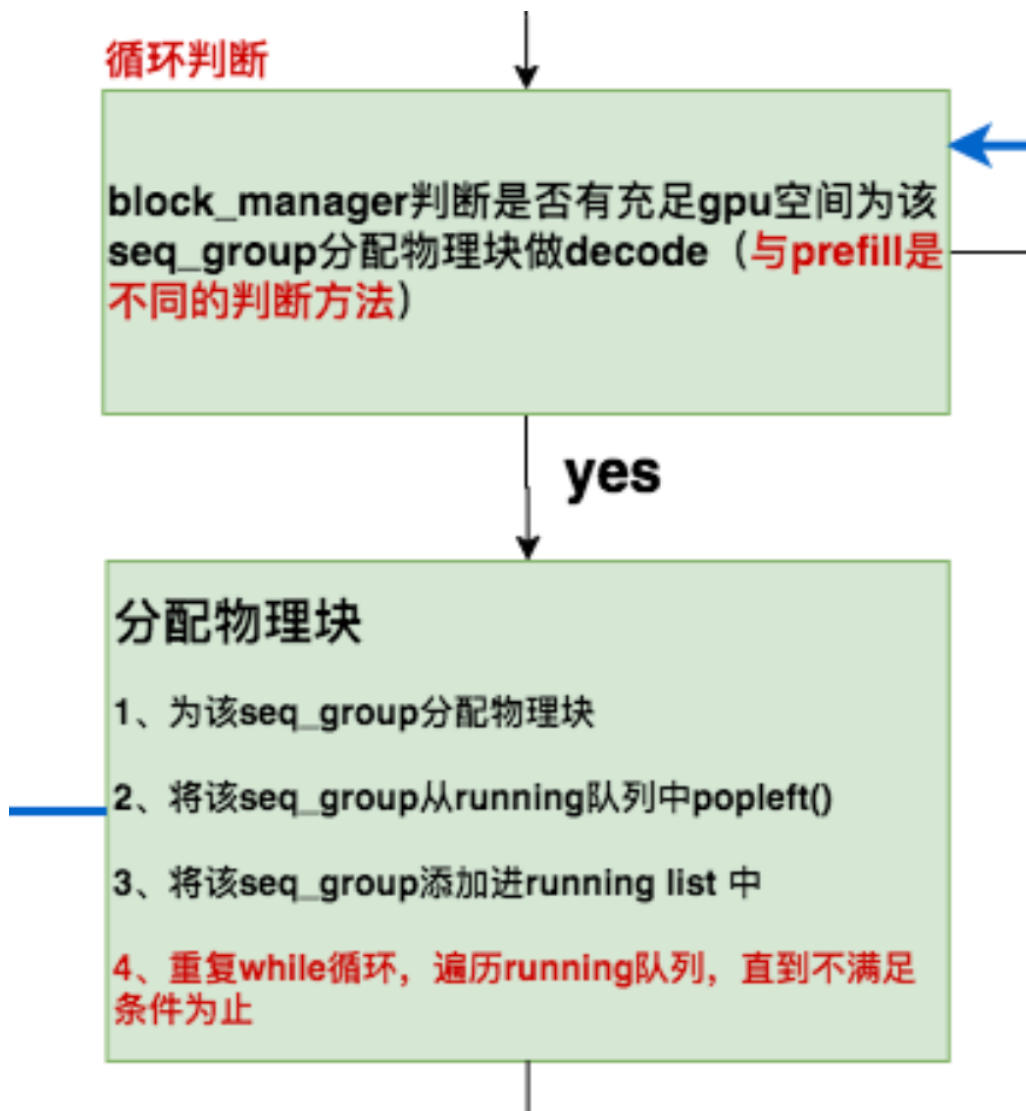 循环判断
block_manager判断是否有充足gpu空间为该
seq_group分配物理块做decode（与prefill是
不同的判断方法）
yes
分配物理块
1、为该seq_group分配物理块
2、将该seq_group从running队列中popleft()
3、将该seq_group添加进running list 中
4、重复while循环，遍历running队列，直到不满足
条件为止